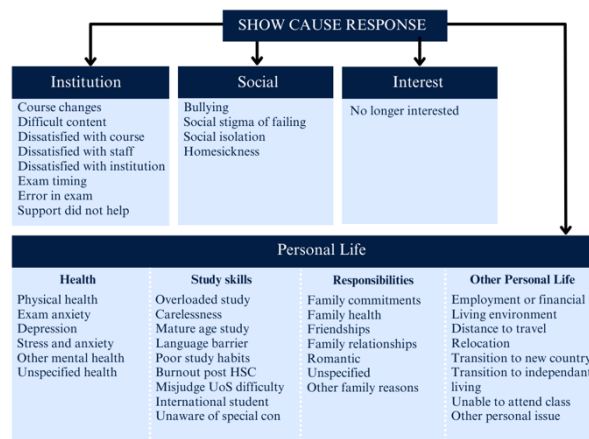 SHOW CAUSE RESPONSE
Institution
Course changes
Difficult content
Dissatisfied with course
Dissatisfied with staff
Dissatisfied with institution
Exam timing
Error in exam
Support did not help
Social
Bullying
Social stigma of failing
Social isolation
Homesickness
Interest
No longer interested
Personal Life
Health
Physical health
Exam anxiety
Depression
Stress and anxiety
Other mental health
Unspecified health
Study skills
Overloaded study
Carelessness
Mature age study
Language barrier
Poor study habits
Burnout post HSC
Misjudge UoS difficulty
International student
Unaware of special con
Responsibilities
Family commitments
Family health
Friendships
Family relationships
Romantic
Unspecified
Other family reasons
Other Personal Life
Employment or financial
Living environment
Distance to travel
Relocation
Transition to new country
Transition to independant
living
Unable to attend class
Other personal issue